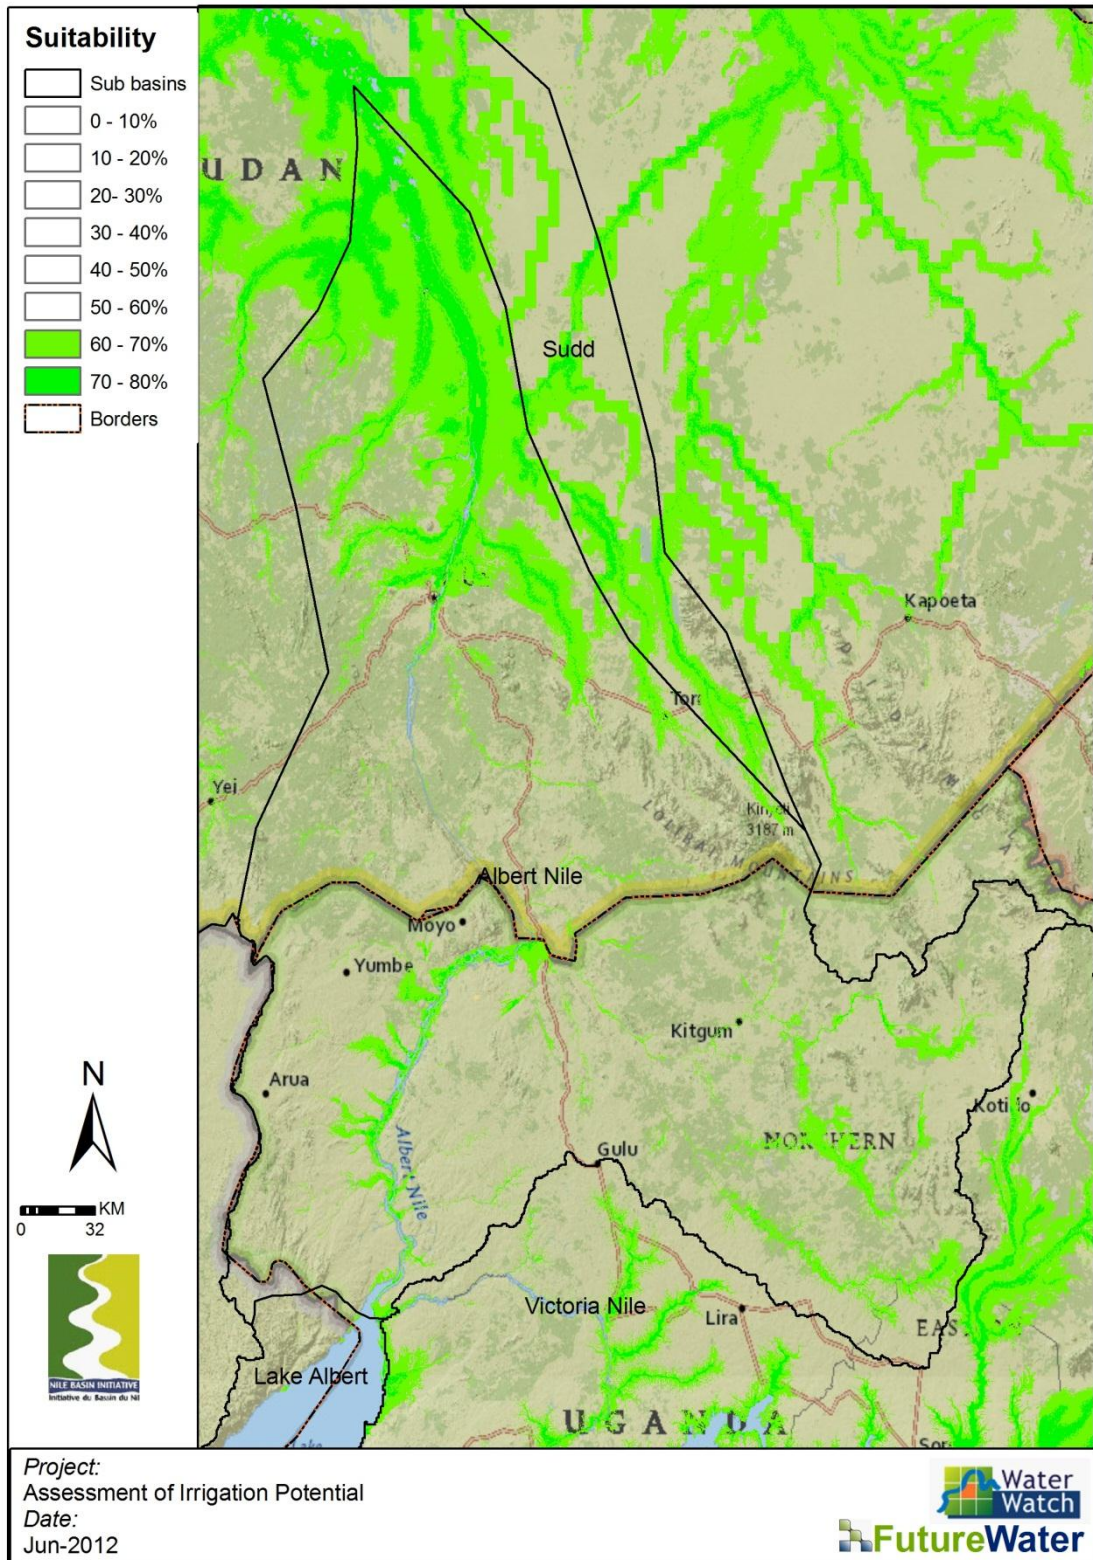 Suitability
Sub basins
0 - 10%
10 - 20%
20- 30%
30 - 40%
40 - 50%
50 - 60%
60 - 70%
70 - 80%
Borders
N
KM
0 32
NILE BASIN INITIATIVE
Initiative du Bassin du Nil
UDAN
Sudd
Kapoeta
Yei
3187 m
MOUNTAINS
Albert Nile
Moyo
Yumbe
Kitgum
Arua
Kotido
NORTHERN
Albert Nile
Gulu
Victoria Nile
Lira
Lake Albert
Lake
UGANDA
Project:
Assessment of Irrigation Potential
Date:
Jun-2012
Water
Watch
FutureWater